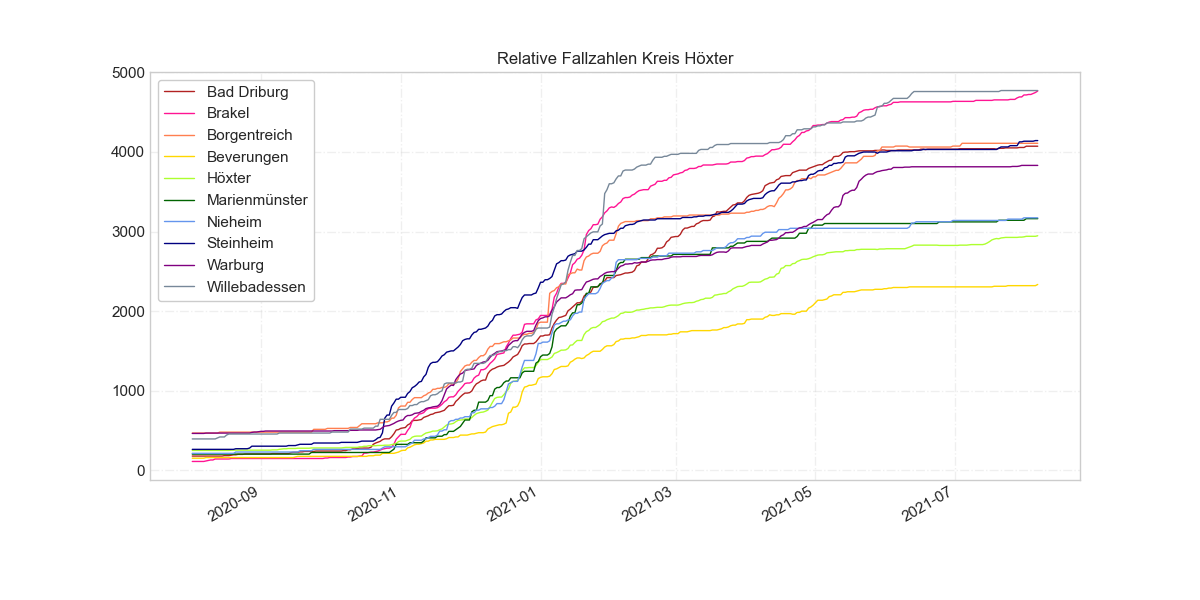 Relative Fallzahlen Kreis Höxter
5000
4000
3000
2000
1000
0
Bad Driburg
Brakel
Borgentreich
Beverungen
Höxter
Marienmünster
Nieheim
Steinheim
Warburg
Willebadessen
2020-09
2020-11
2021-01
2021-03
2021-05
2021-07